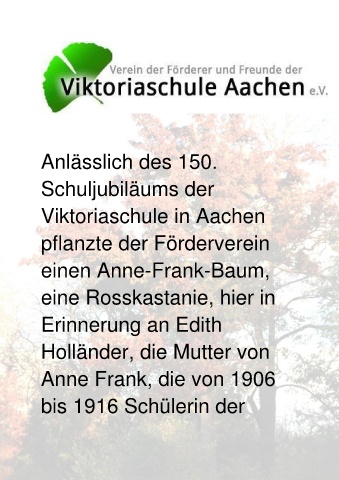 Verein der Förderer und Freunde der
Viktoriaschule Aachen e.V.
Anlässlich des 150.
Schuljubiläums der
Viktoriaschule in Aachen
pflanzte der Förderverein
einen Anne-Frank-Baum,
eine Rosskastanie, hier in
Erinnerung an Edith
Holländer, die Mutter von
Anne Frank, die von 1906
bis 1916 Schülerin der